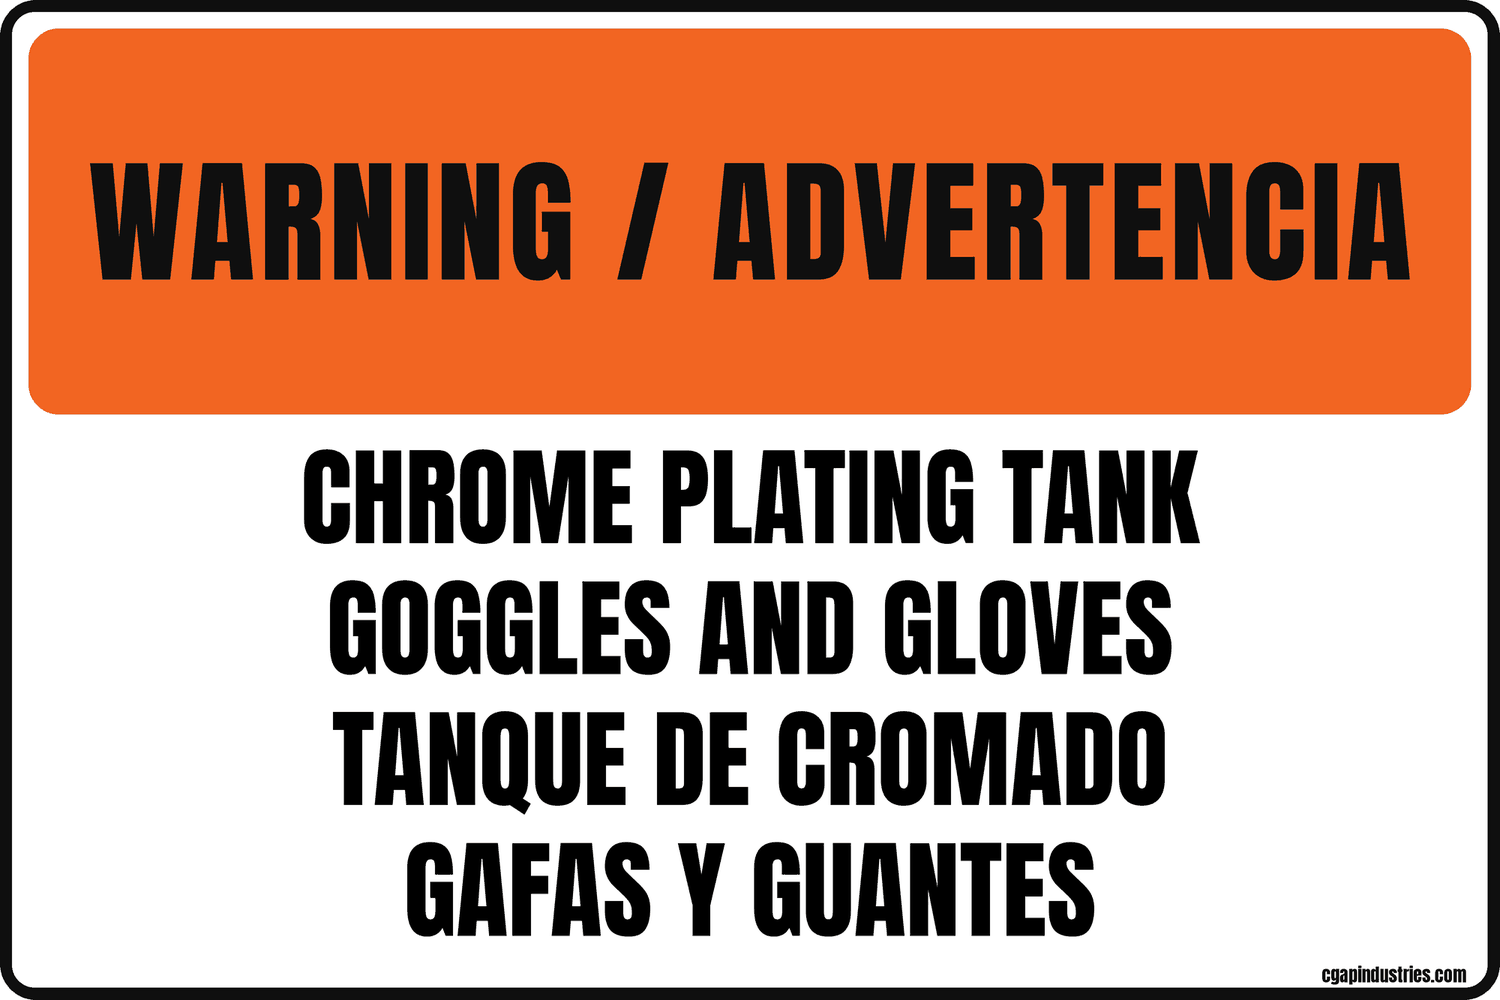 WARNING / ADVERTENCIA
CHROME PLATING TANK
GOGGLES AND GLOVES
TANQUE DE CROMADO
GAFAS Y GUANTES
cgapindustries.com